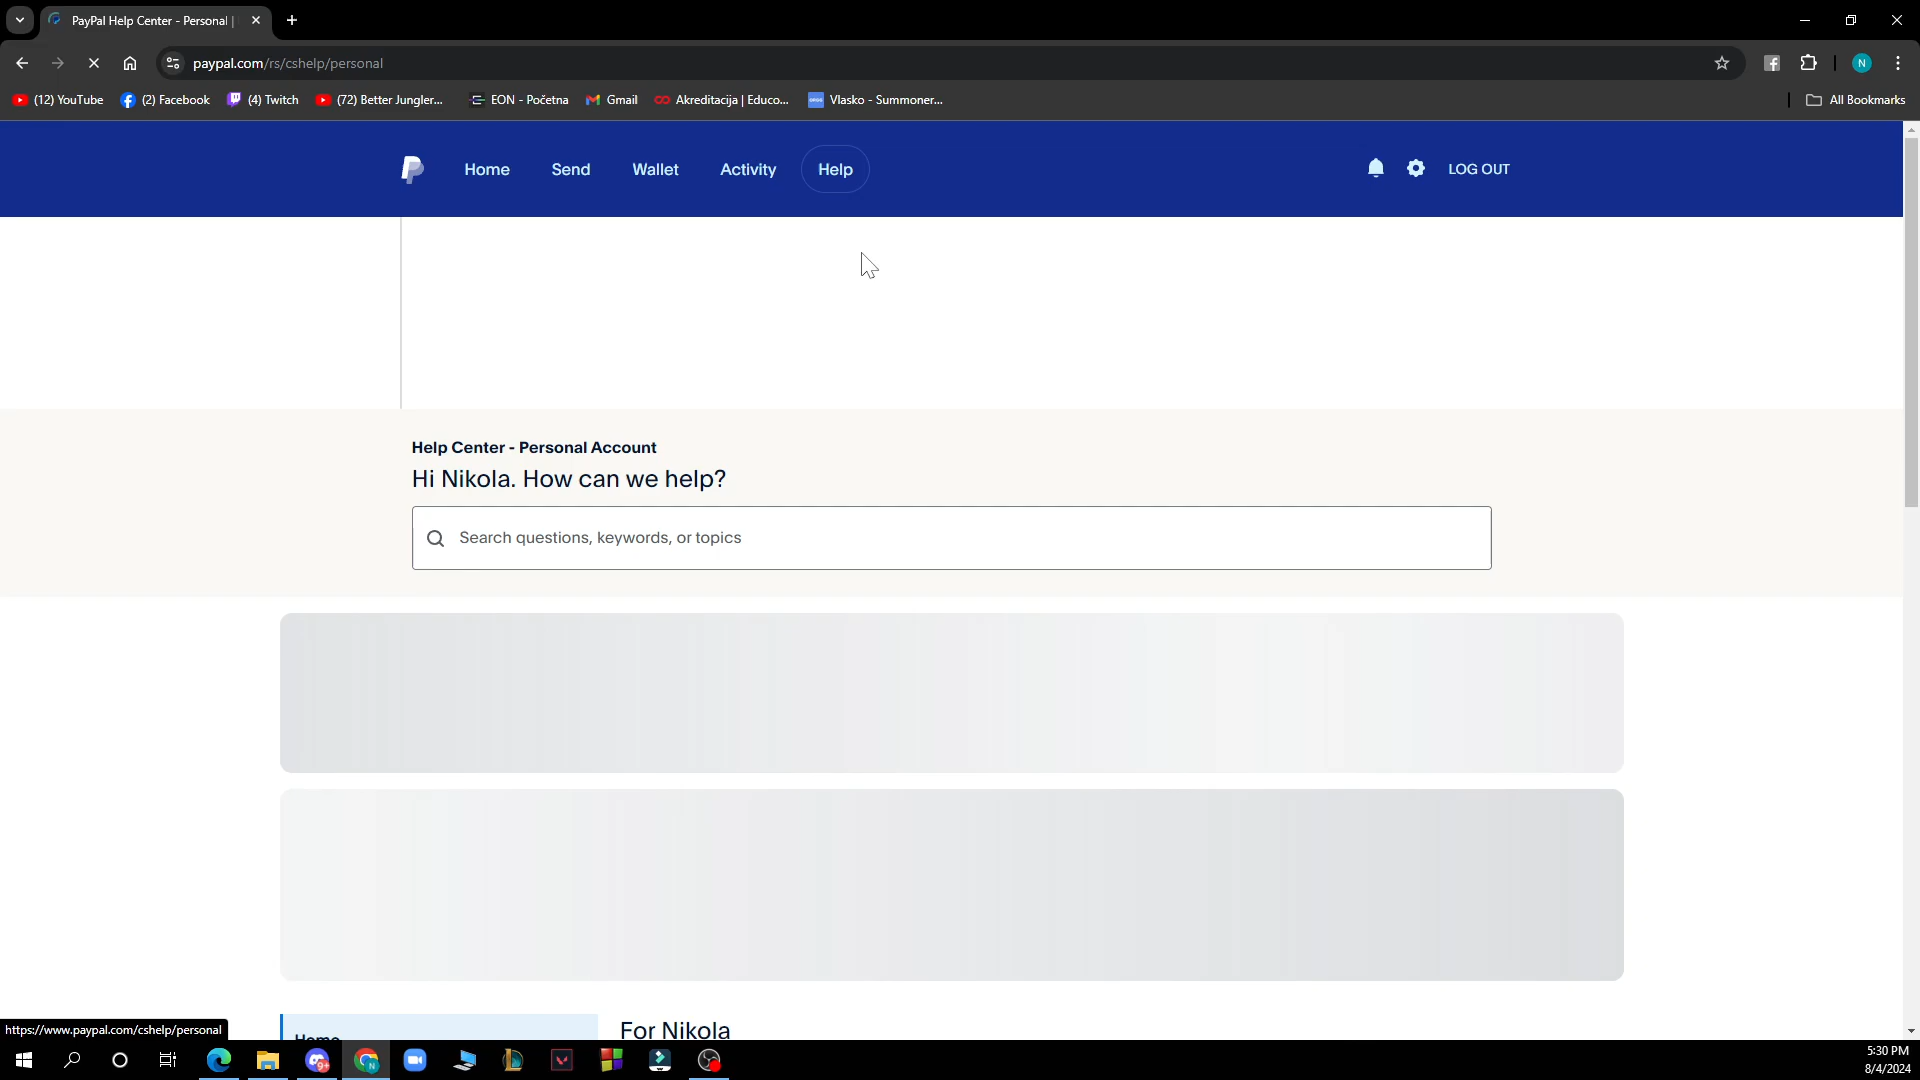 PayPal Help Center - Personal |
paypal.com/rs/cshelp/personal
N
(12) YouTube
(2) Facebook
(4) Twitch
(72) Better Jungler...
EON - Početna
Gmail
Akreditacija | Educo...
Vlasko - Summoner...
All Bookmarks
Home
Send
Wallet
Activity
Help
LOG OUT
Help Center - Personal Account
Hi Nikola. How can we help?
Search questions, keywords, or topics
Home
For Nikola
https://www.paypal.com/cshelp/personal
5:30 PM
8/4/2024